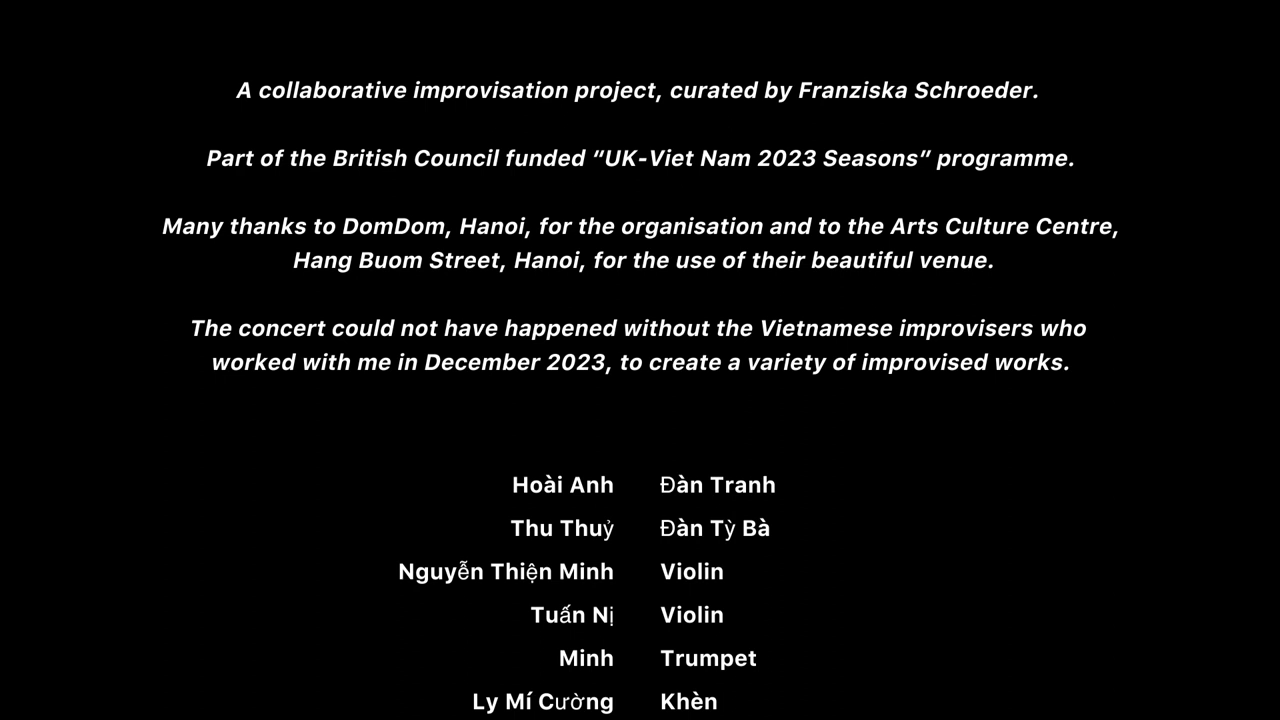 A collaborative improvisation project, curated by Franziska Schroeder.
Part of the British Council funded “UK-Viet Nam 2023 Seasons” programme.
Many thanks to DomDom, Hanoi, for the organisation and to the Arts Culture Centre,
Hang Buom Street, Hanoi, for the use of their beautiful venue.
The concert could not have happened without the Vietnamese improvisers who
worked with me in December 2023, to create a variety of improvised works.
Hoài Anh Đàn Tranh
Thu Thuỷ Đàn Tỳ Bà
Nguyễn Thiện Minh Violin
Tuấn Nị Violin
Minh Trumpet
Ly Mí Cường Khèn